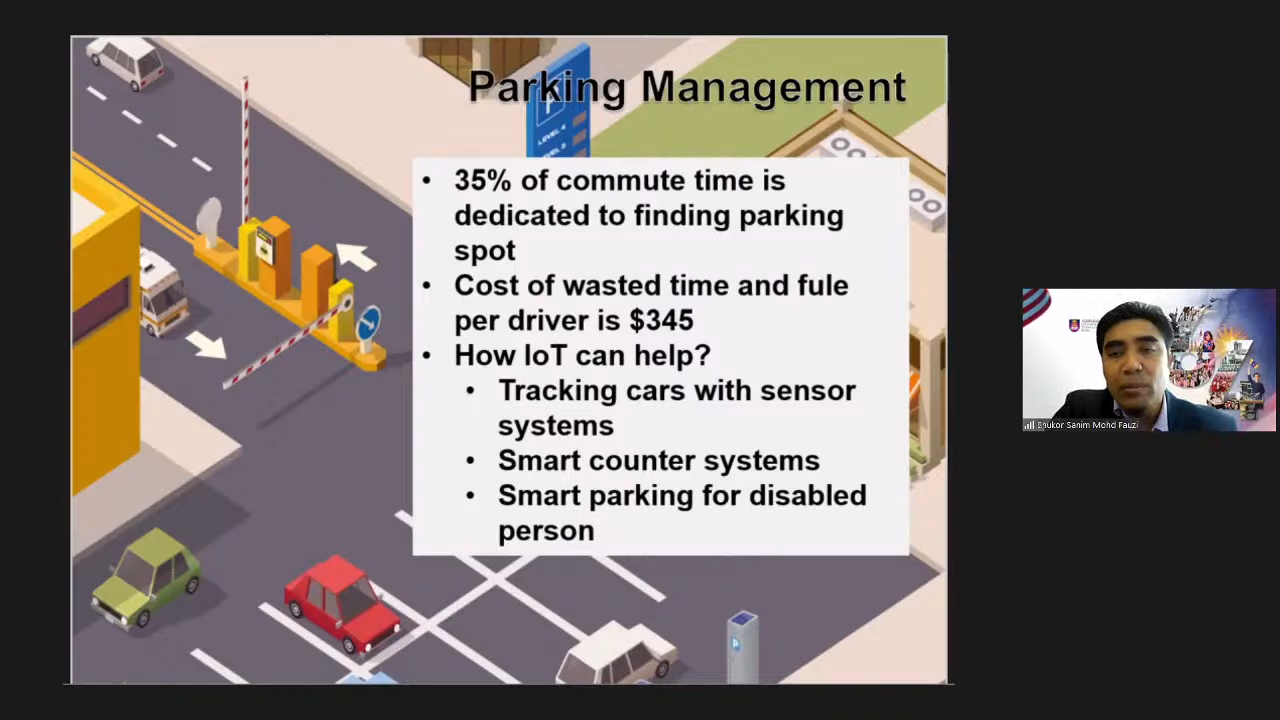 Parking Management
LEVEL 4
• 35% of commute time is
dedicated to finding parking
spot
• Cost of wasted time and fule
per driver is $345
• How IoT can help?
• Tracking cars with sensor
systems
• Smart counter systems
• Smart parking for disabled
person
Shukor Sanim Mohd Fauzi